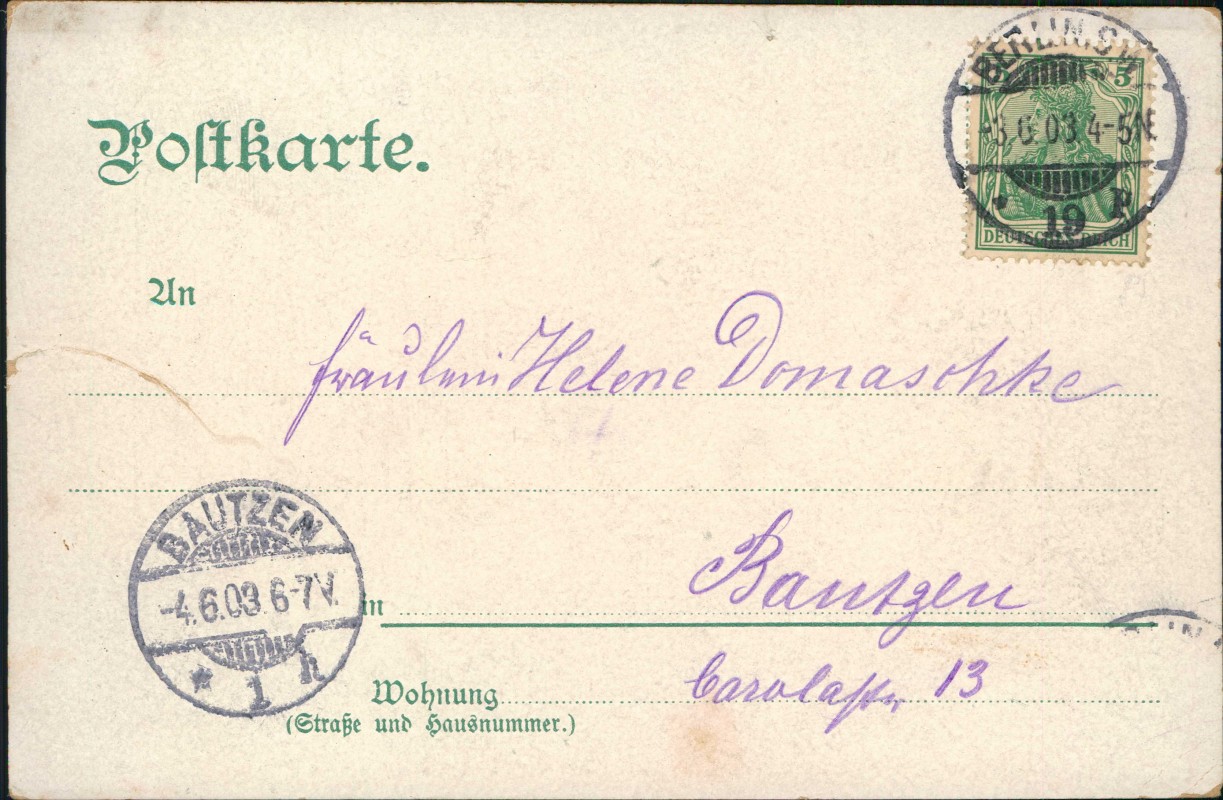 Postkarte.
BERLIN S.W.
5
-3.6.03.4-5N.
19 P
DEUTSCHES REICH
An
Fräulein Helene Domaschke
BAUTZEN
-4.6.03.6-7V.
* 1 h
in Bautzen
Wohnung Carolastr 13
(Straße und Hausnummer.)